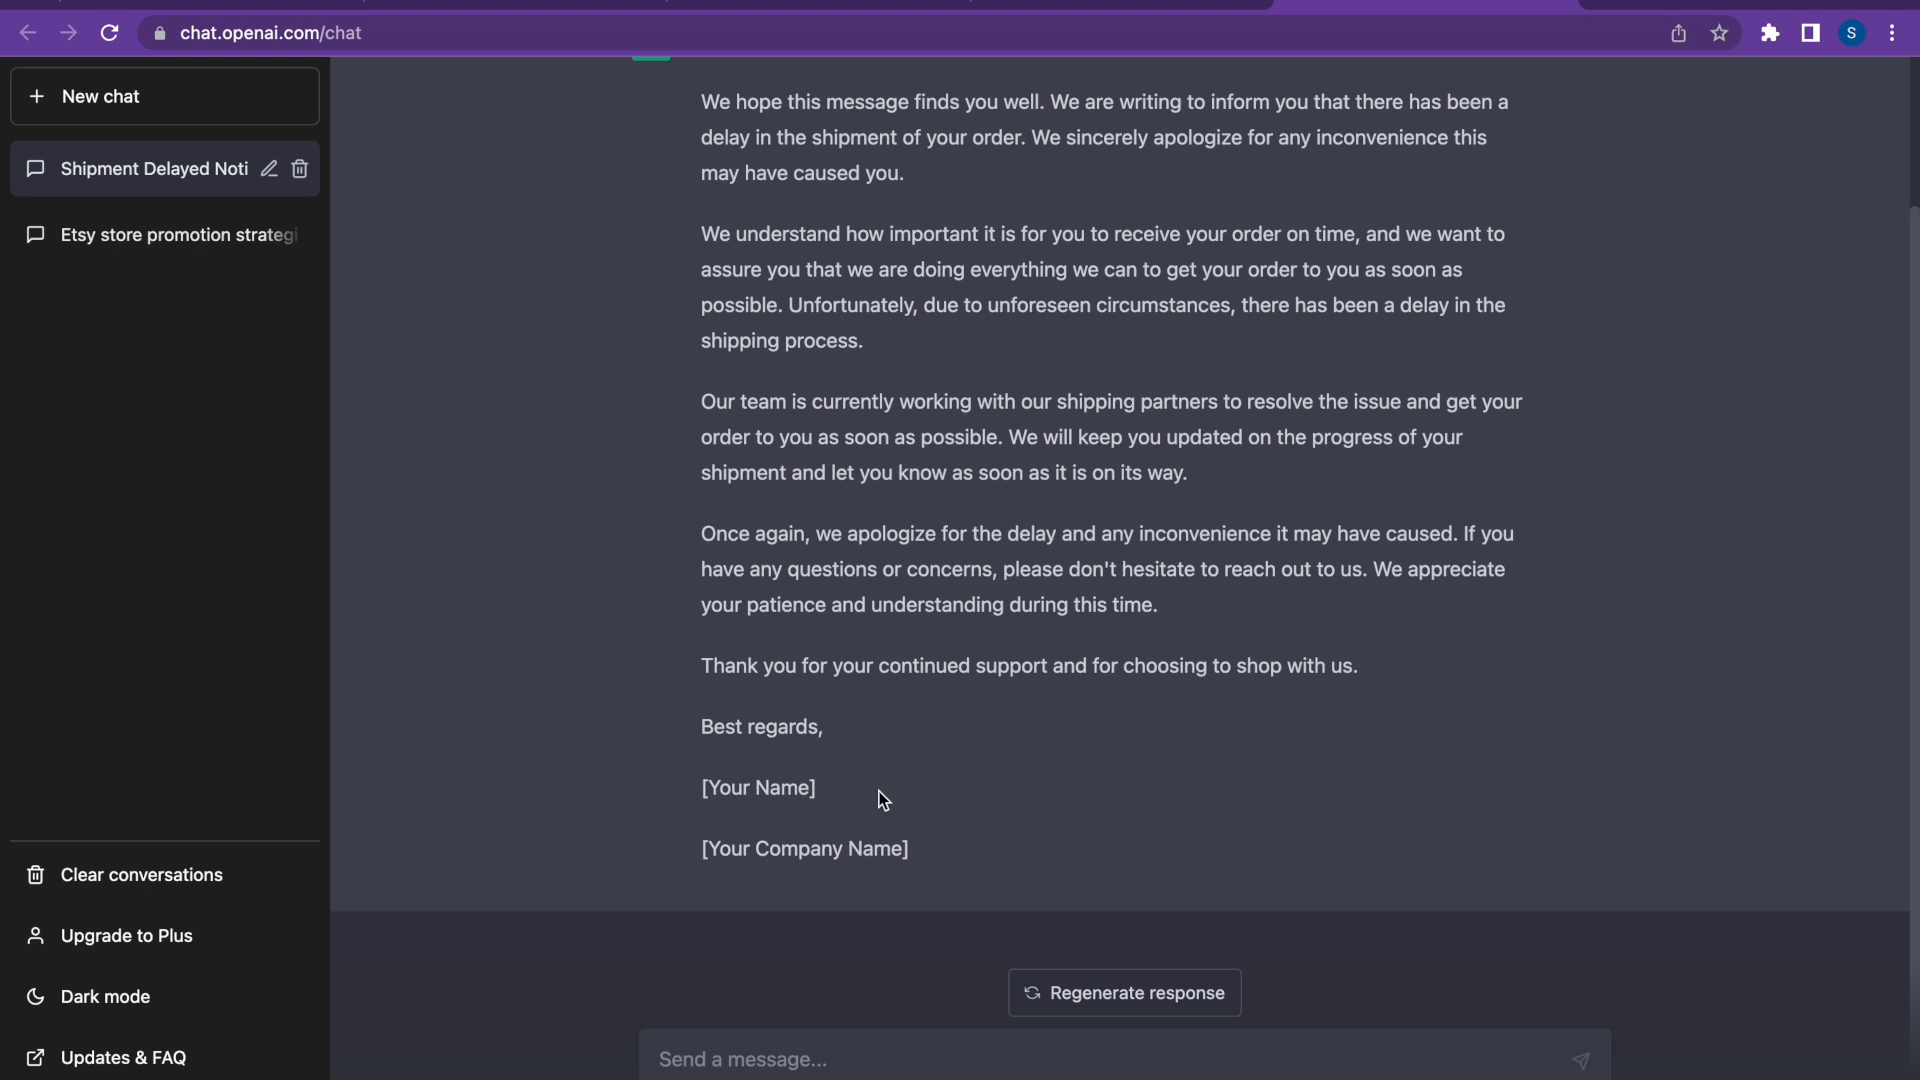 chat.openai.com/chat
S
New chat
Shipment Delayed Noti
Etsy store promotion strategi
We hope this message finds you well. We are writing to inform you that there has been a
delay in the shipment of your order. We sincerely apologize for any inconvenience this
may have caused you.
We understand how important it is for you to receive your order on time, and we want to
assure you that we are doing everything we can to get your order to you as soon as
possible. Unfortunately, due to unforeseen circumstances, there has been a delay in the
shipping process.
Our team is currently working with our shipping partners to resolve the issue and get your
order to you as soon as possible. We will keep you updated on the progress of your
shipment and let you know as soon as it is on its way.
Once again, we apologize for the delay and any inconvenience it may have caused. If you
have any questions or concerns, please don't hesitate to reach out to us. We appreciate
your patience and understanding during this time.
Thank you for your continued support and for choosing to shop with us.
Best regards,
[Your Name]
[Your Company Name]
Clear conversations
Upgrade to Plus
Dark mode
Updates & FAQ
Regenerate response
Send a message...